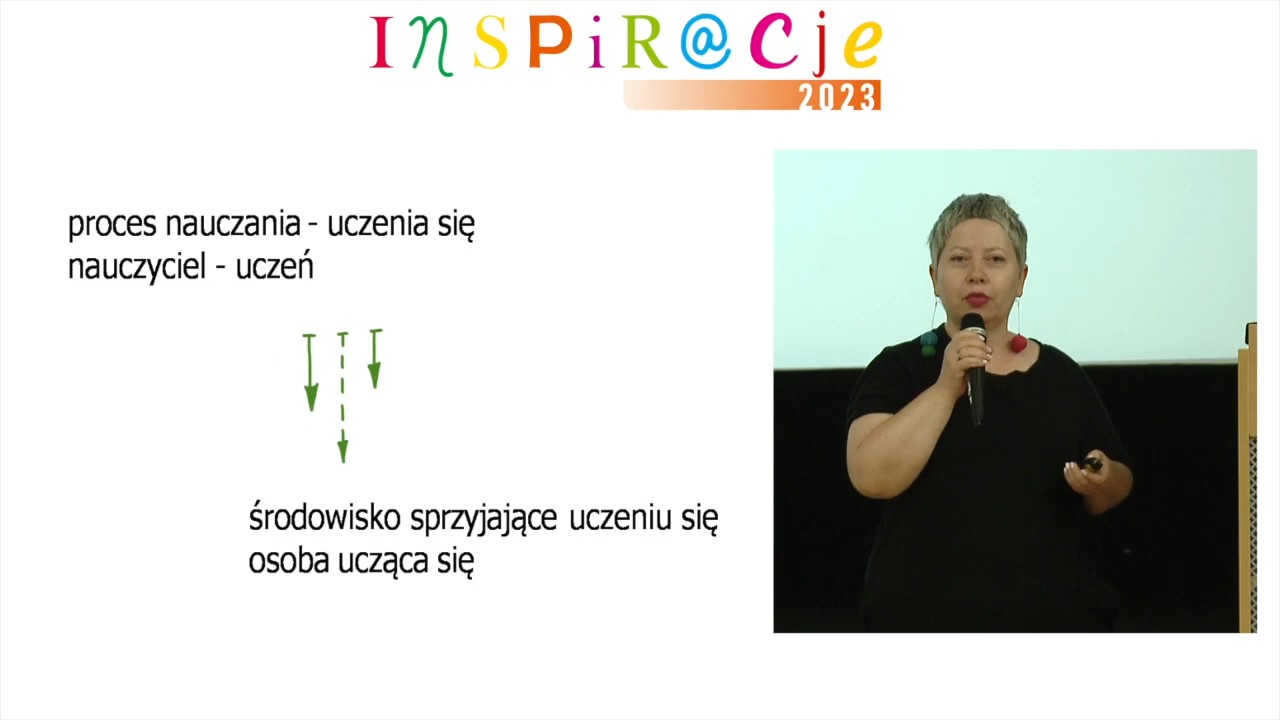 InSPiR@Cje
2023
proces nauczania - uczenia się
nauczyciel - uczeń
środowisko sprzyjające uczeniu się
osoba ucząca się